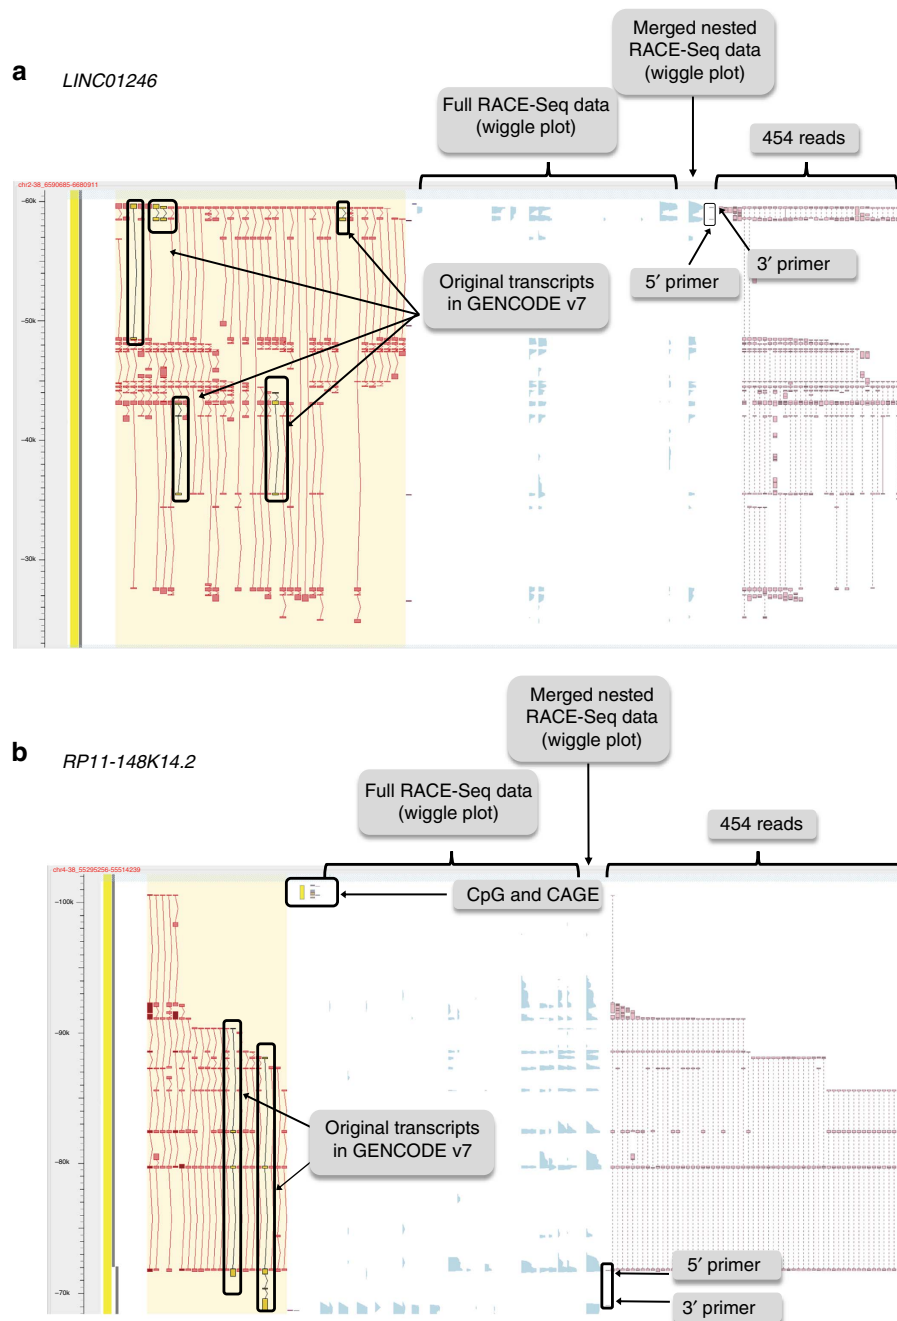 a
LINC01246
Merged nested
RACE-Seq data
(wiggle plot)
Full RACE-Seq data
(wiggle plot)
454 reads
chr2-38_6590685-6680911
−60k
5′ primer
3′ primer
Original transcripts
in GENCODE v7
−50k
−40k
−30k
b
RP11-148K14.2
Merged nested
RACE-Seq data
(wiggle plot)
Full RACE-Seq data
(wiggle plot)
454 reads
chr4-38_55295256-55514239
CpG and CAGE
−100k
−90k
Original transcripts
in GENCODE v7
−80k
5′ primer
−70k
3′ primer